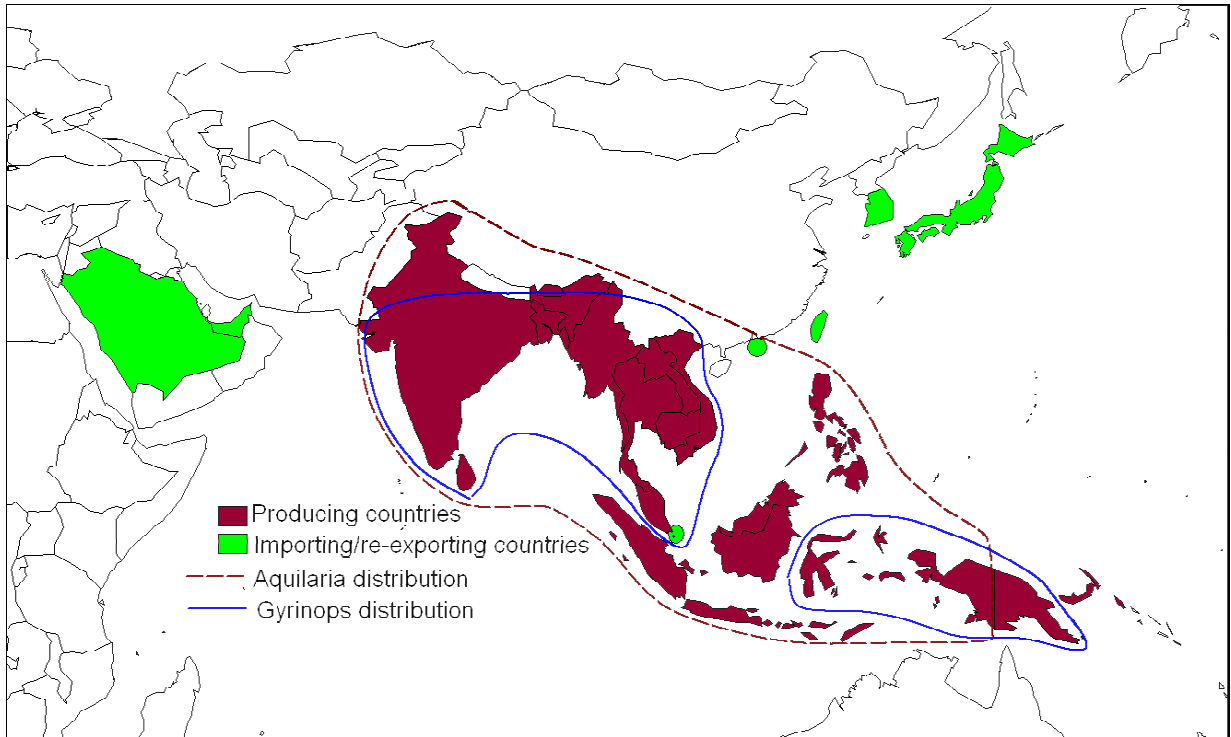 Producing countries
Importing/re-exporting countries
Aquilaria distribution
Gyrinops distribution